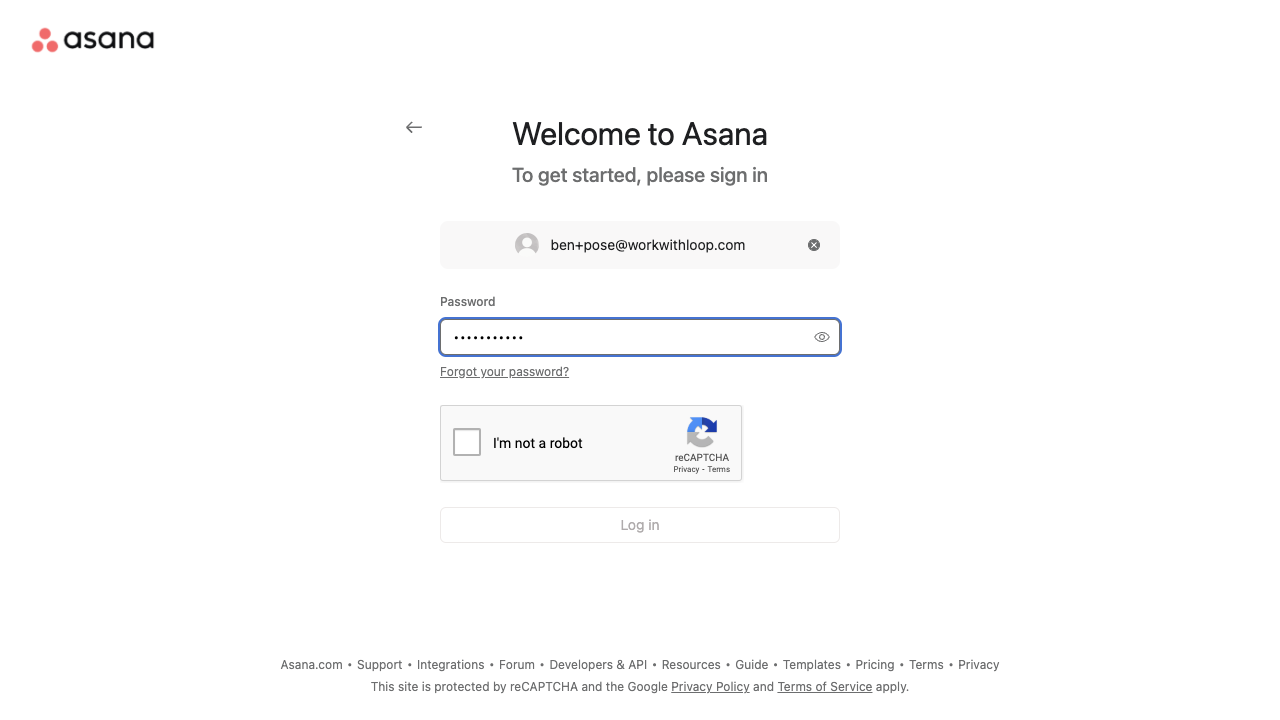 asana
Welcome to Asana
To get started, please sign in
ben+pose@workwithloop.com
Password
•••••••••••
Forgot your password?
I'm not a robot
reCAPTCHA
Privacy - Terms
Log in
Asana.com • Support • Integrations • Forum • Developers & API • Resources • Guide • Templates • Pricing • Terms • Privacy
This site is protected by reCAPTCHA and the Google Privacy Policy and Terms of Service apply.